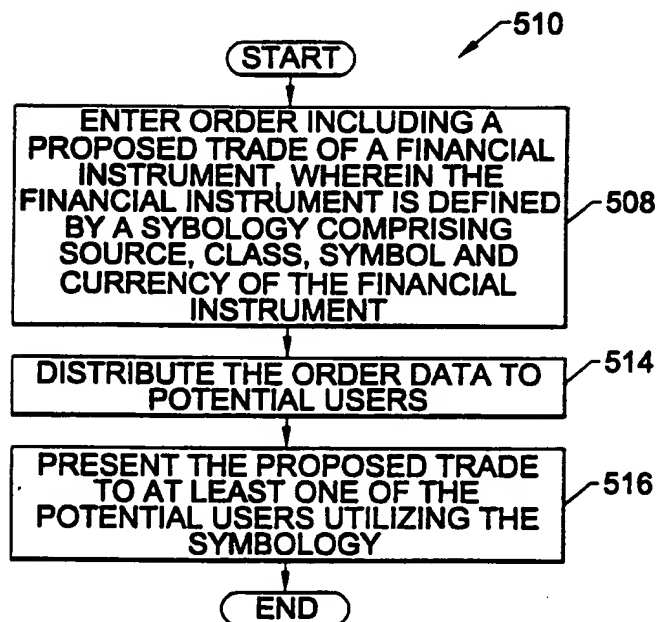 510
START
ENTER ORDER INCLUDING A
PROPOSED TRADE OF A FINANCIAL
INSTRUMENT, WHEREIN THE
FINANCIAL INSTRUMENT IS DEFINED
BY A SYBOLOGY COMPRISING
SOURCE, CLASS, SYMBOL AND
CURRENCY OF THE FINANCIAL
INSTRUMENT
508
DISTRIBUTE THE ORDER DATA TO
POTENTIAL USERS
514
PRESENT THE PROPOSED TRADE
TO AT LEAST ONE OF THE
POTENTIAL USERS UTILIZING THE
SYMBOLOGY
516
END